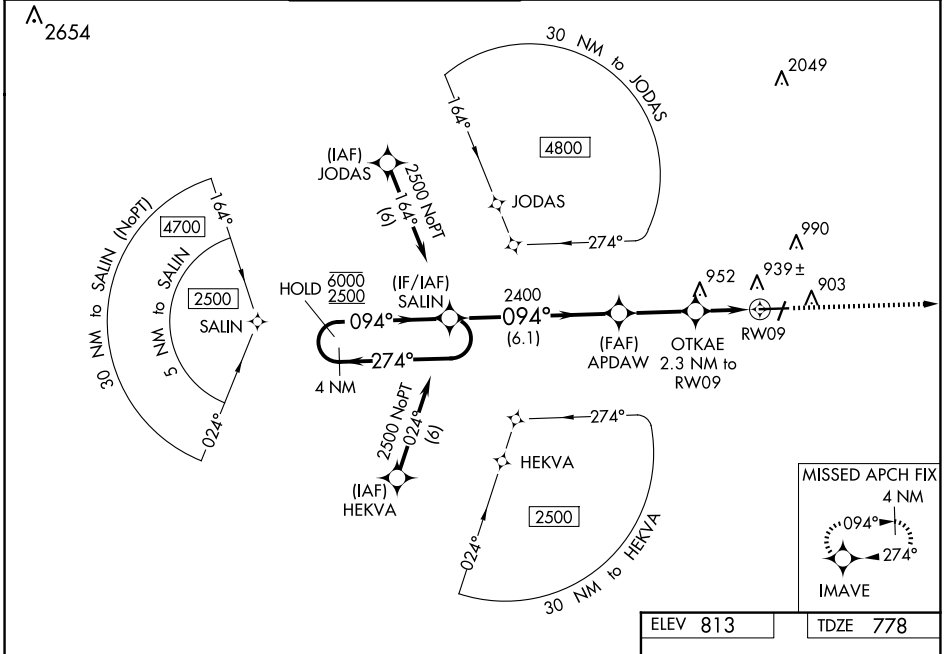 2654
30 NM to JODAS
164°
4800
JODAS
274°
2049
(IAF)
JODAS
2500 NoPT
164°
(6)
30 NM to SALIN (NoPT)
164°
4700
5 NM to SALIN
2500
SALIN
024°
HOLD
6000
2500
094°
274°
4 NM
(IF/IAF)
SALIN
2400
094°
(6.1)
(FAF)
APDAW
OTKAE
2.3 NM to
RW09
952
939±
990
903
RW09
2500 NoPT
024°
(6)
(IAF)
HEKVA
274°
HEKVA
2500
024°
30 NM to HEKVA
MISSED APCH FIX
4 NM
094°
274°
IMAVE
ELEV 813
TDZE 778